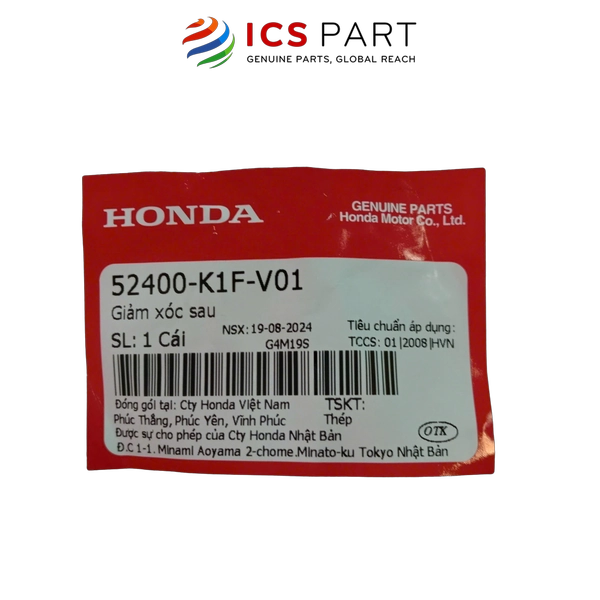 ICS PART
GENUINE PARTS, GLOBAL REACH
HONDA
GENUINE PARTS
Honda Motor Co., Ltd.
52400-K1F-V01
Giảm xóc sau
SL: 1 Cái
NSX: 19-08-2024
G4M19S
Tiêu chuẩn áp dụng:
TCCS: 01|2008|HVN
Đóng gói tại: Cty Honda Việt Nam
Phúc Thắng, Phúc Yên, Vĩnh Phúc
TSKT:
Thép
Được sự cho phép của Cty Honda Nhật Bản
Đ.C 1-1. Minami Aoyama 2-chome.Minato-ku Tokyo Nhật Bản
OTK